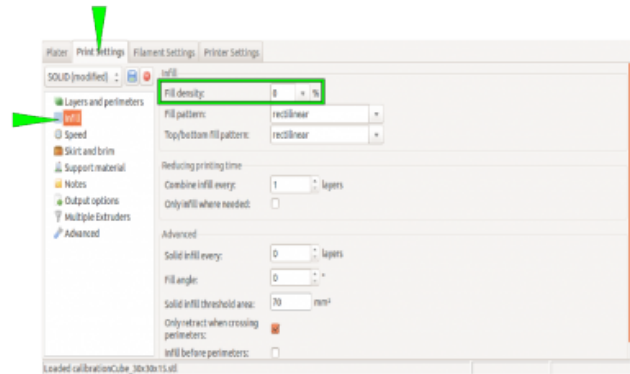 Plater Print Settings Filament Settings Printer Settings
SOLID (modified)
Layers and perimeters
Infill
Speed
Skirt and brim
Support material
Notes
Output options
Multiple Extruders
Advanced
Infill
Fill density: 0 %
Fill pattern: rectilinear
Top/bottom fill pattern: rectilinear
Reducing printing time
Combine infill every: 1 layers
Only infill where needed:
Advanced
Solid infill every: 0 layers
Fill angle: 0 °
Solid infill threshold area: 70 mm²
Only retract when crossing
perimeters:
Infill before perimeters:
Loaded calibrationCube_30x30x15.stl